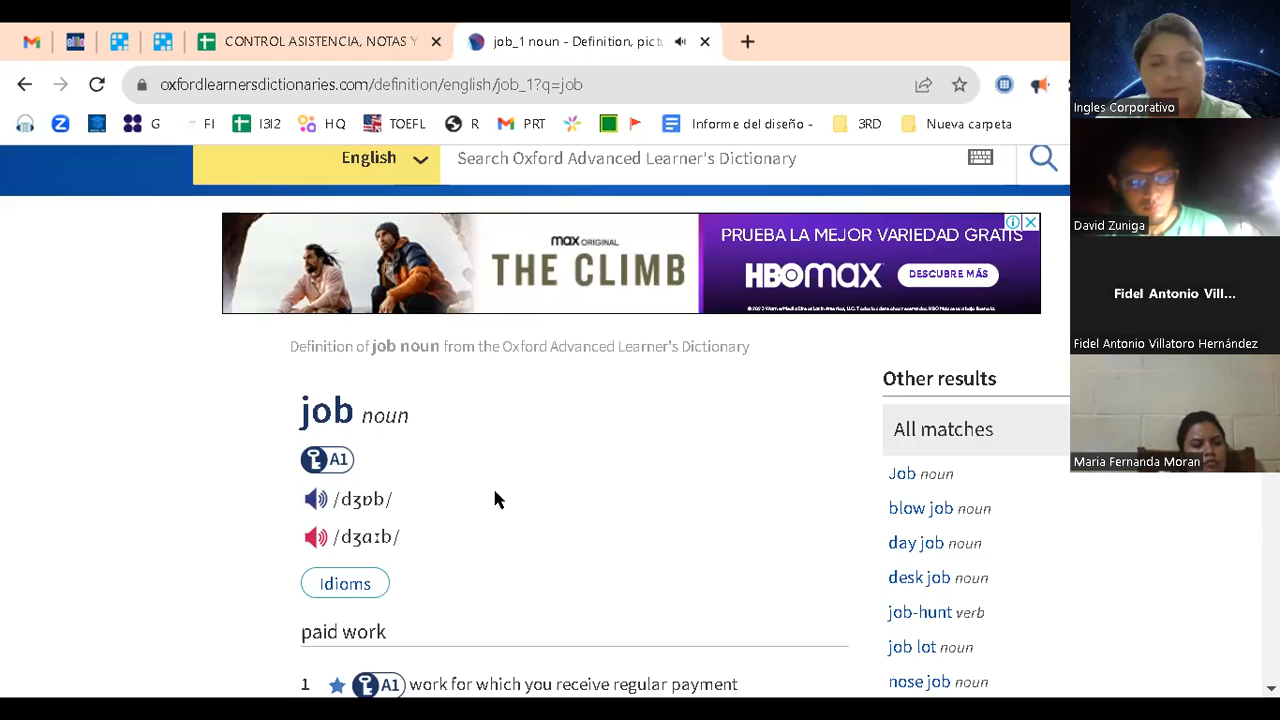 CONTROL ASISTENCIA, NOTAS Y
job_1 noun - Definition, pict
oxfordlearnersdictionaries.com/definition/english/job_1?q=job
G
FI
I3I2
HQ
TOEFL
R
PRT
Informe del diseño -
3RD
Nueva carpeta
English
Search Oxford Advanced Learner's Dictionary
max ORIGINAL
THE CLIMB
PRUEBA LA MEJOR VARIEDAD GRATIS
HBOmax
DESCUBRE MÁS
Definition of job noun from the Oxford Advanced Learner's Dictionary
job noun
A1
/dʒɒb/
/dʒɑːb/
Idioms
paid work
1 A1 work for which you receive regular payment
Other results
All matches
Job noun
blow job noun
day job noun
desk job noun
job-hunt verb
job lot noun
nose job noun
Ingles Corporativo
David Zuniga
Fidel Antonio Vill...
Fidel Antonio Villatoro Hernández
Maria Fernanda Moran